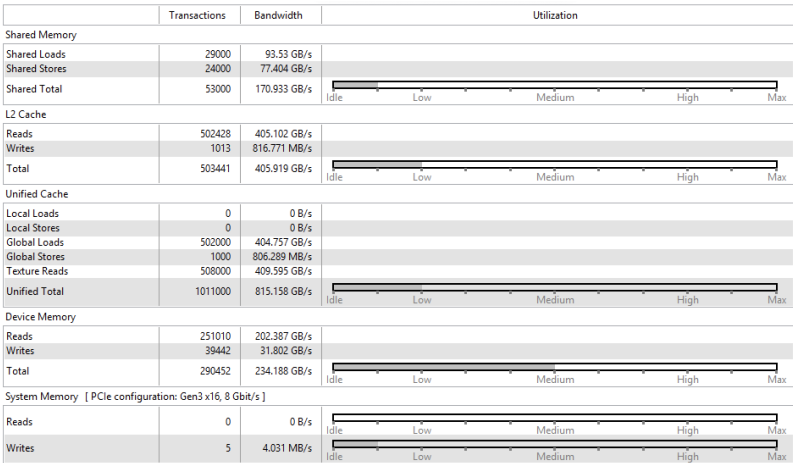 Transactions Bandwidth Utilization
Shared Memory
Shared Loads 29000 93.53 GB/s
Shared Stores 24000 77.404 GB/s
Shared Total 53000 170.933 GB/s
Idle Low Medium High Max
L2 Cache
Reads 502428 405.102 GB/s
Writes 1013 816.771 MB/s
Total 503441 405.919 GB/s
Idle Low Medium High Max
Unified Cache
Local Loads 0 0 B/s
Local Stores 0 0 B/s
Global Loads 502000 404.757 GB/s
Global Stores 1000 806.289 MB/s
Texture Reads 508000 409.595 GB/s
Unified Total 1011000 815.158 GB/s
Idle Low Medium High Max
Device Memory
Reads 251010 202.387 GB/s
Writes 39442 31.802 GB/s
Total 290452 234.188 GB/s
Idle Low Medium High Max
System Memory [ PCIe configuration: Gen3 x16, 8 Gbit/s ]
Reads 0 0 B/s
Idle Low Medium High Max
Writes 5 4.031 MB/s
Idle Low Medium High Max